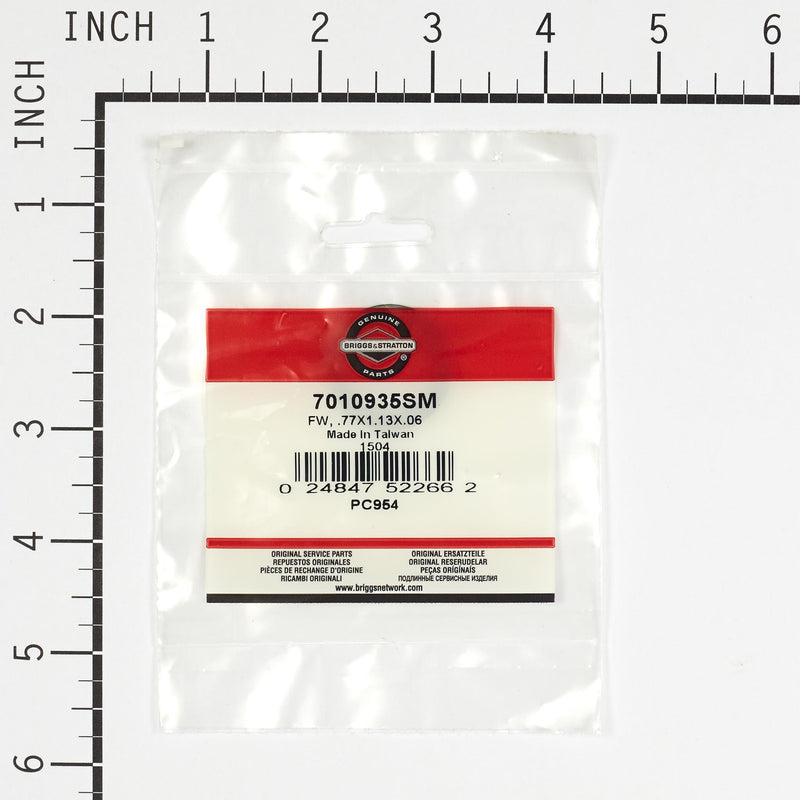 INCH 1 2 3 4 5 6
INCH
1
2
3
4
5
6
GENUINE
BRIGGS&STRATTON
®
PARTS
7010935SM
FW, .77X1.13X.06
Made In Taiwan
1504
0 24847 52266 2
PC954
ORIGINAL SERVICE PARTS
REPUESTOS ORIGINALES
PIÈCES DE RECHANGE D'ORIGINE
RICAMBI ORIGINALI
ORIGINAL ERSATZTEILE
ORIGINAL RESERUDELAR
PEÇAS ORIGÍNAIS
ПОДЛИННЫЕ СЕРВИСНЫЕ ИЗДЕЛИЯ
www.briggsnetwork.com